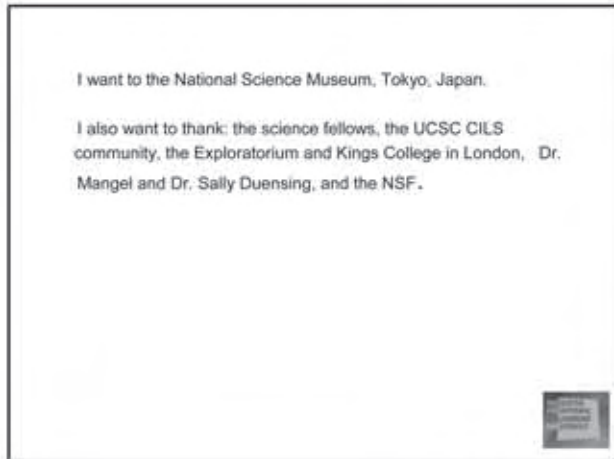 I want to the National Science Museum, Tokyo, Japan.
I also want to thank: the science fellows, the UCSC CILS
community, the Exploratorium and Kings College in London, Dr.
Mangel and Dr. Sally Duensing, and the NSF.